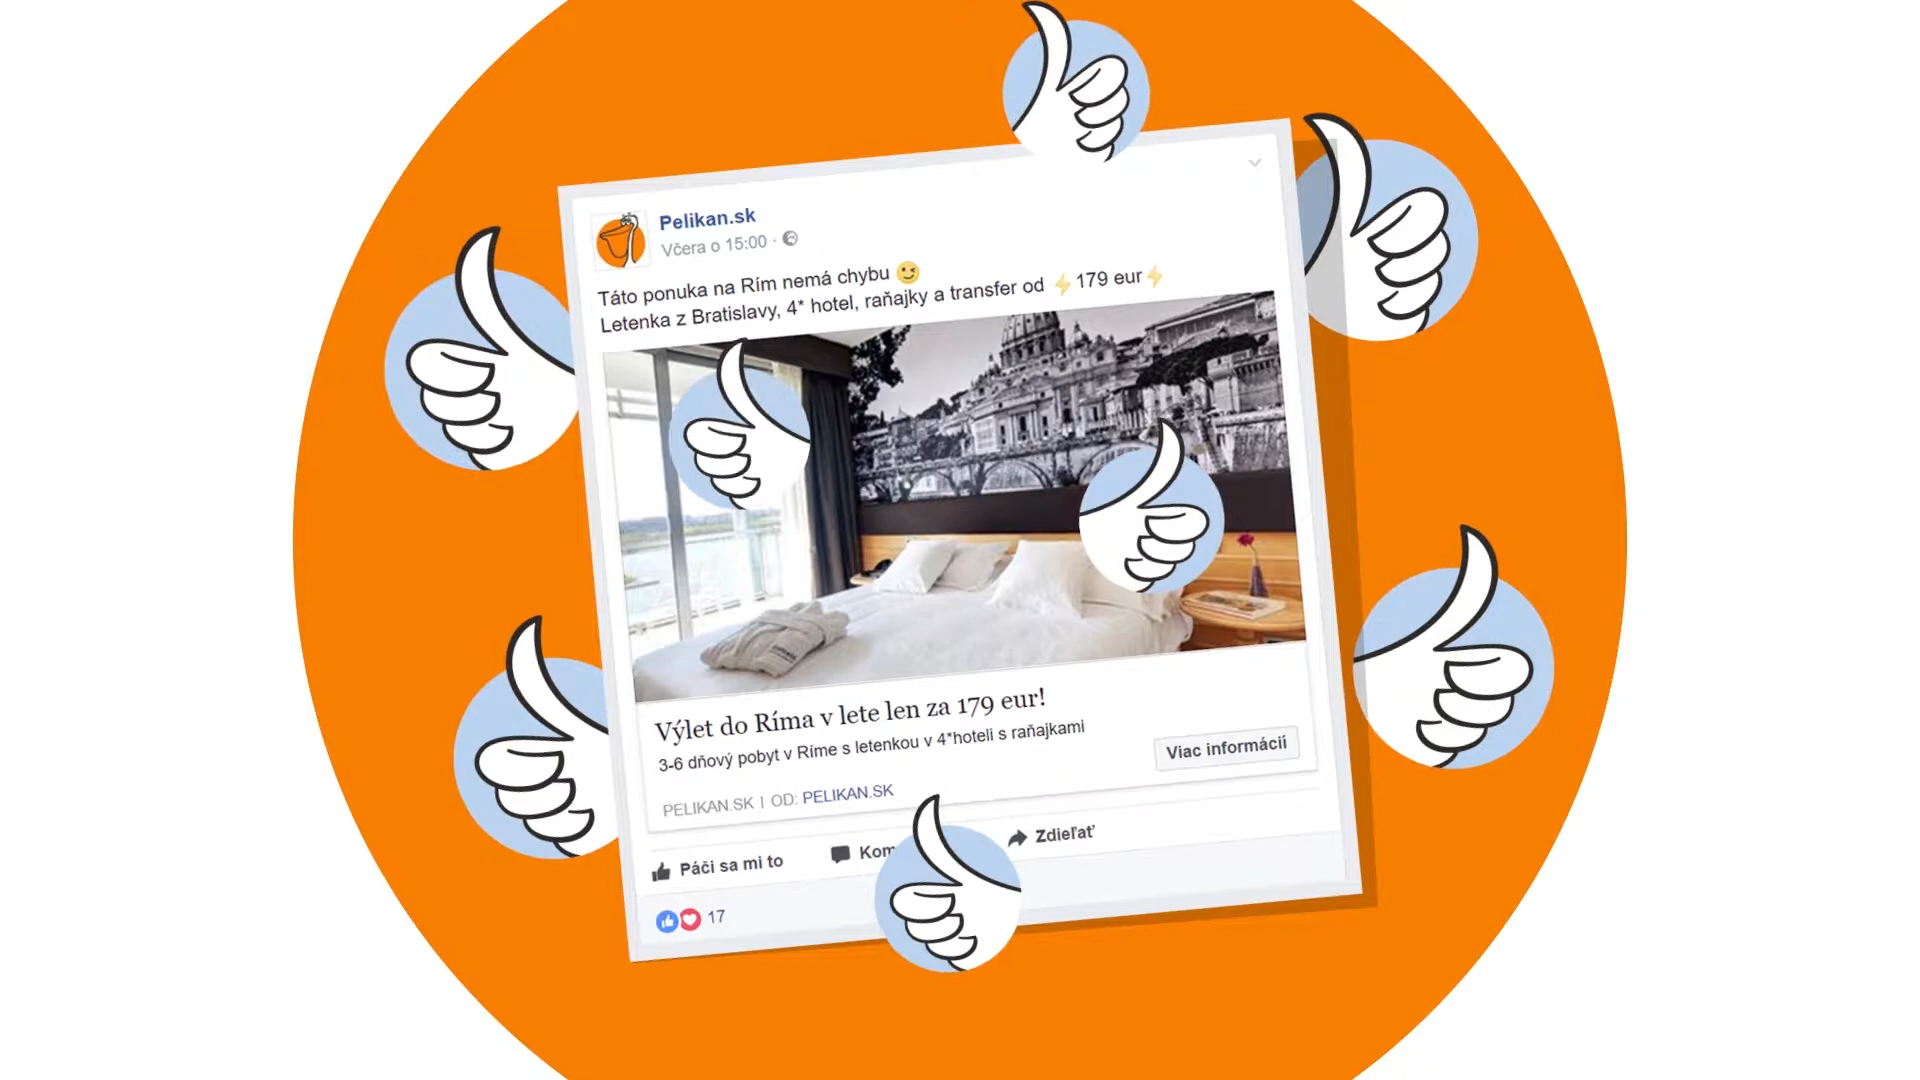 Pelikan.sk
Včera o 15:00 ·
Táto ponuka na Rím nemá chybu 😉
Letenka z Bratislavy, 4* hotel, raňajky a transfer od ⚡179 eur⚡
Výlet do Ríma v lete len za 179 eur!
3-6 dňový pobyt v Ríme s letenkou v 4*hoteli s raňajkami
Viac informácií
PELIKAN.SK | OD: PELIKAN.SK
Páči sa mi to Kom Zdieľať
17